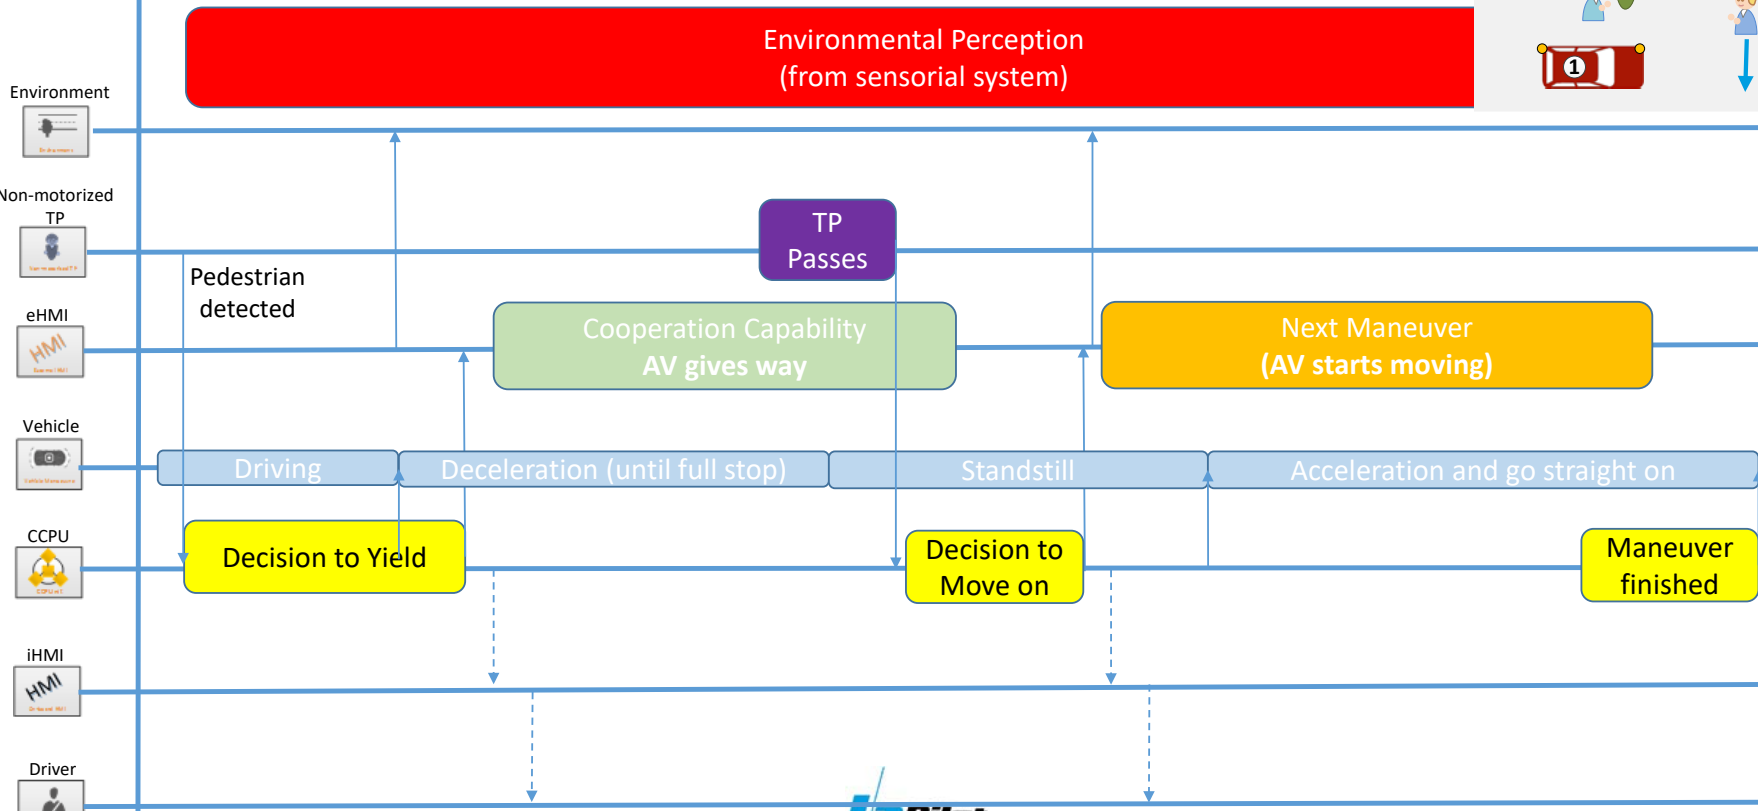 Environmental Perception
(from sensorial system)
1
Environment
Non-motorized
TP
TP
Passes
Pedestrian
detected
eHMI
HMI
Cooperation Capability
AV gives way
Next Maneuver
(AV starts moving)
Vehicle
Driving
Deceleration (until full stop)
Standstill
Acceleration and go straight on
CCPU
Decision to Yield
Decision to
Move on
Maneuver
finished
iHMI
HMI
Driver